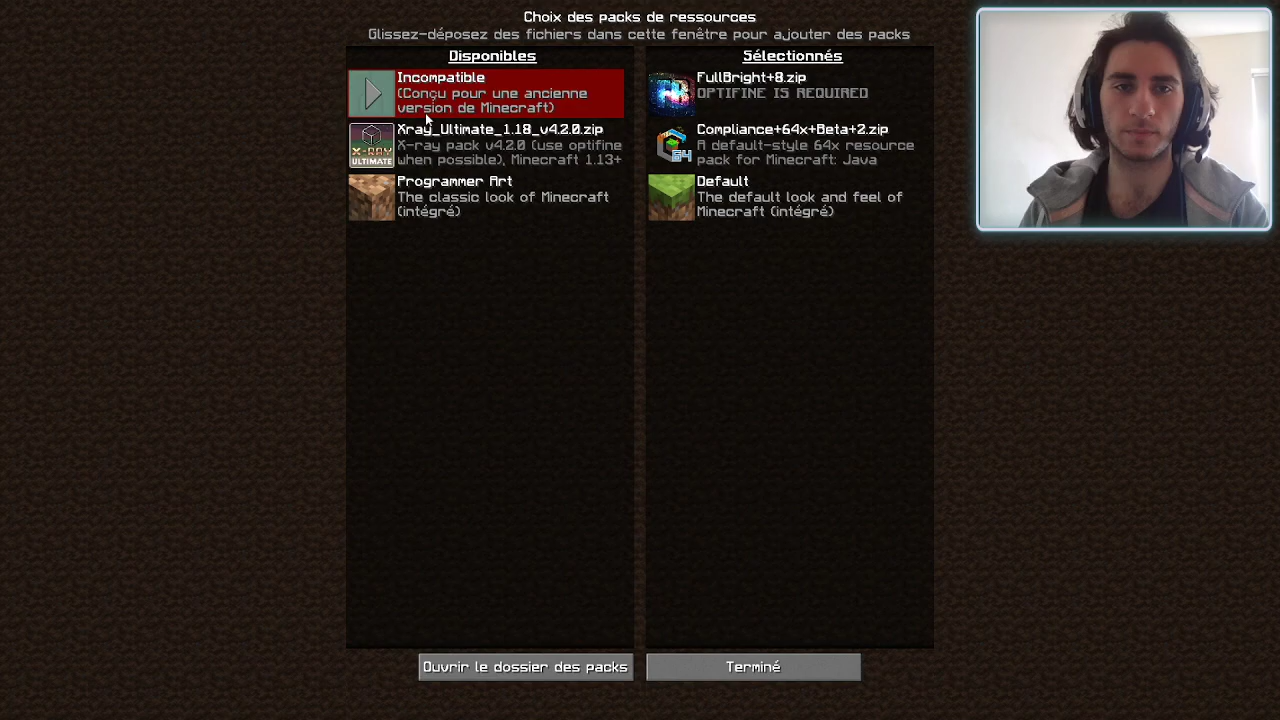 Choix des packs de ressources
Glissez-déposez des fichiers dans cette fenêtre pour ajouter des packs
Disponibles
Incompatible
(Conçu pour une ancienne
version de Minecraft)
Xray_Ultimate_1.18_v4.2.0.zip
X-ray pack v4.2.0 (use optifine
when possible), Minecraft 1.13+
X-RAY
ULTIMATE
Programmer Art
The classic look of Minecraft
(intégré)
Sélectionnés
FullBright+8.zip
OPTIFINE IS REQUIRED
Compliance+64x+Beta+2.zip
A default-style 64x resource
pack for Minecraft: Java
64
Default
The default look and feel of
Minecraft (intégré)
Ouvrir le dossier des packs
Terminé